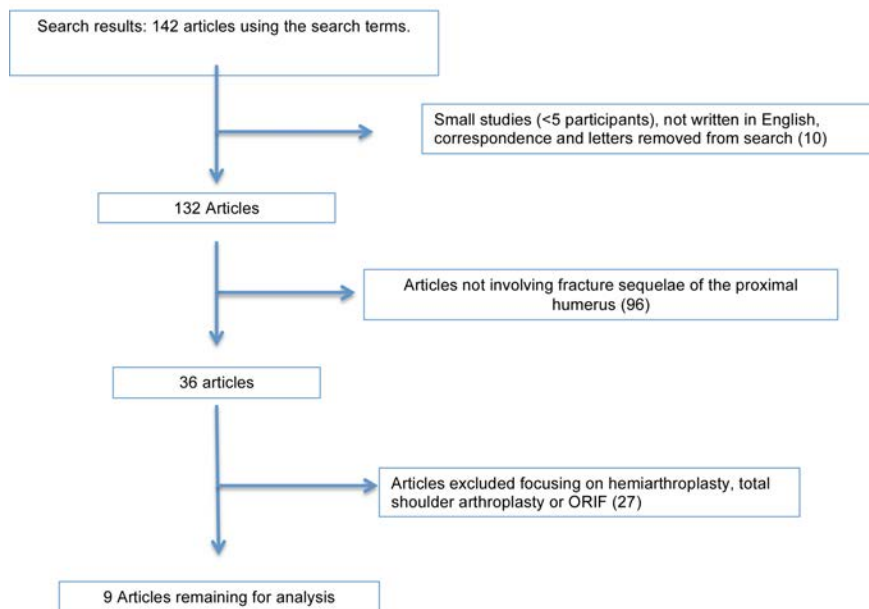 Search results: 142 articles using the search terms.
Small studies (<5 participants), not written in English,
correspondence and letters removed from search (10)
132 Articles
Articles not involving fracture sequelae of the proximal
humerus (96)
36 articles
Articles excluded focusing on hemiarthroplasty, total
shoulder arthroplasty or ORIF (27)
9 Articles remaining for analysis